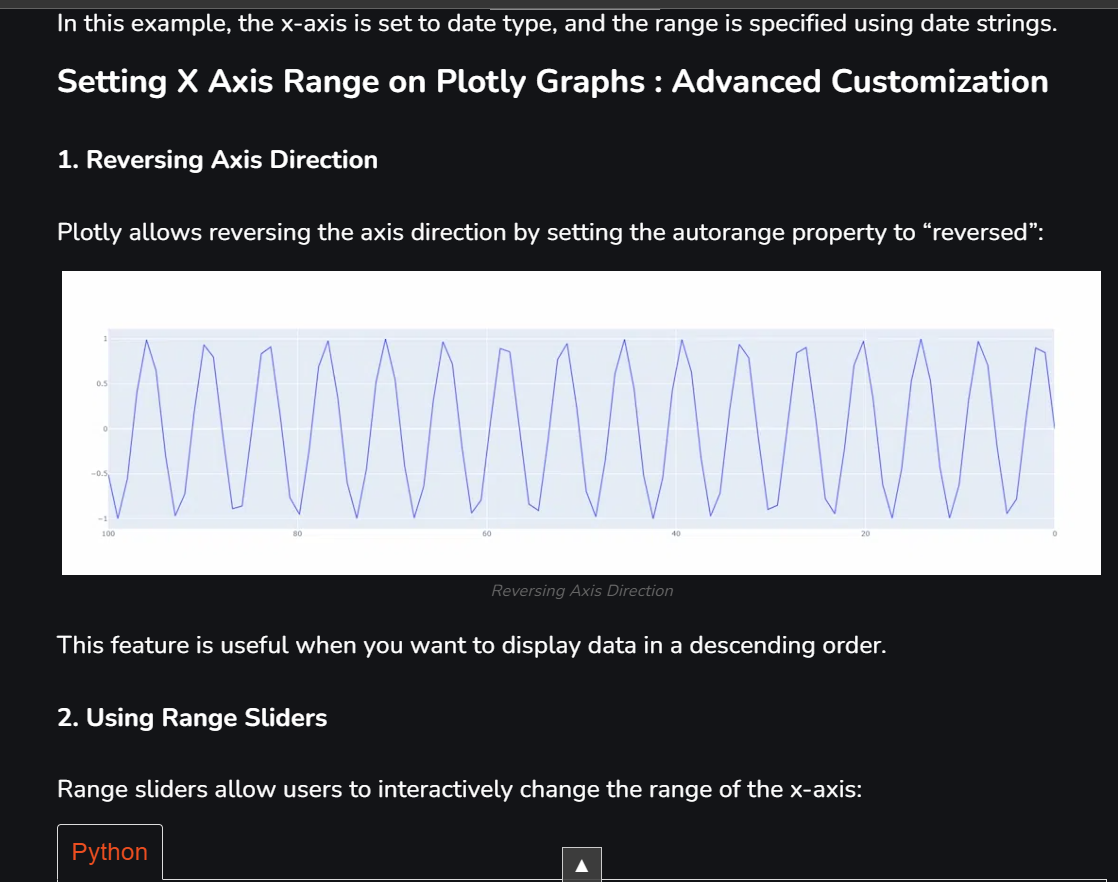 In this example, the x-axis is set to date type, and the range is specified using date strings.
Setting X Axis Range on Plotly Graphs : Advanced Customization
1. Reversing Axis Direction
Plotly allows reversing the axis direction by setting the autorange property to “reversed”:
1
0.5
0
−0.5
−1
100 80 60 40 20 0
Reversing Axis Direction
This feature is useful when you want to display data in a descending order.
2. Using Range Sliders
Range sliders allow users to interactively change the range of the x-axis:
Python